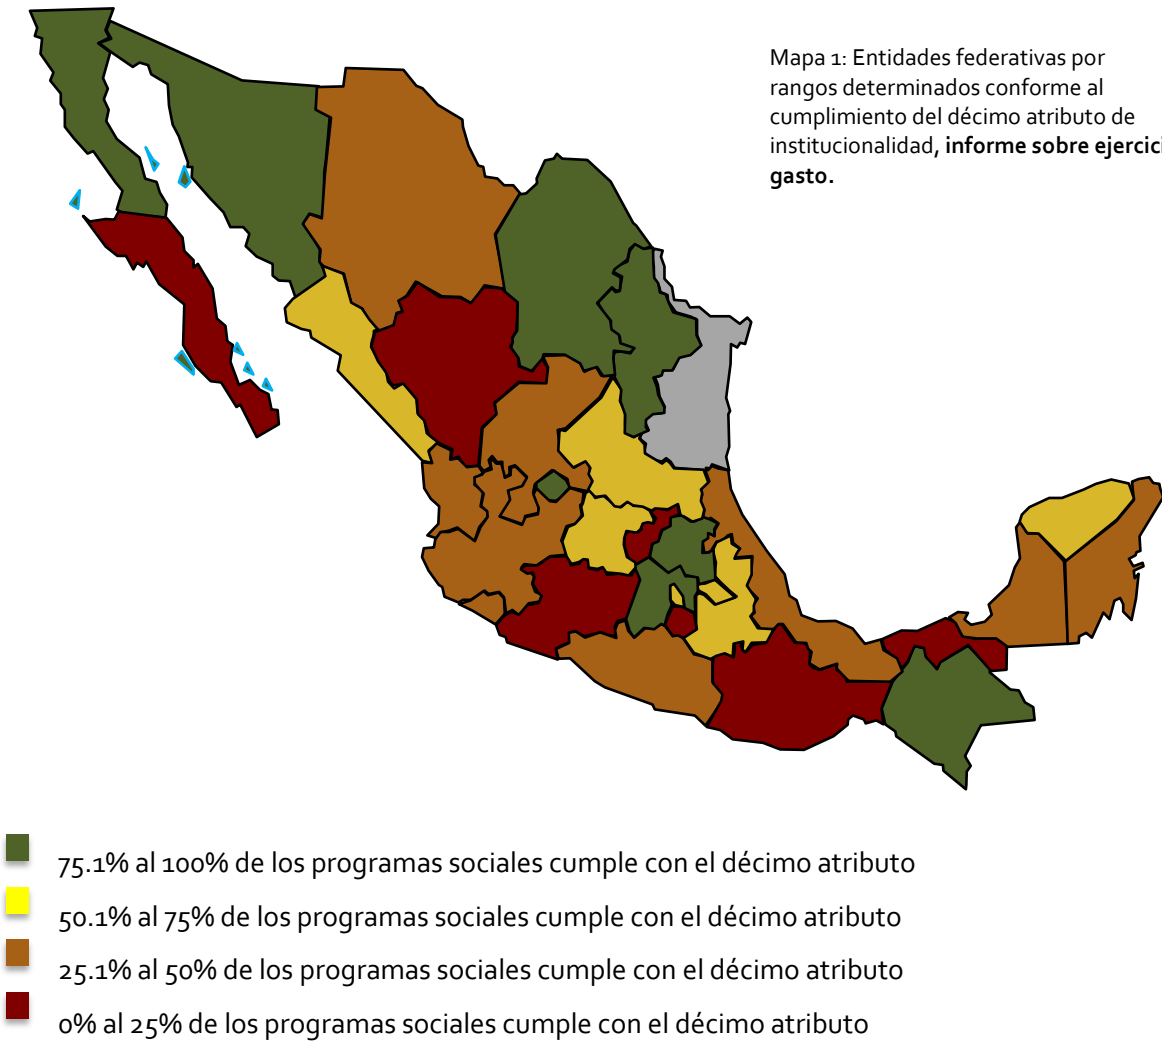 Mapa 1: Entidades federativas por
rangos determinados conforme al
cumplimiento del décimo atributo de
institucionalidad, informe sobre ejercici
gasto.
75.1% al 100% de los programas sociales cumple con el décimo atributo
50.1% al 75% de los programas sociales cumple con el décimo atributo
25.1% al 50% de los programas sociales cumple con el décimo atributo
0% al 25% de los programas sociales cumple con el décimo atributo